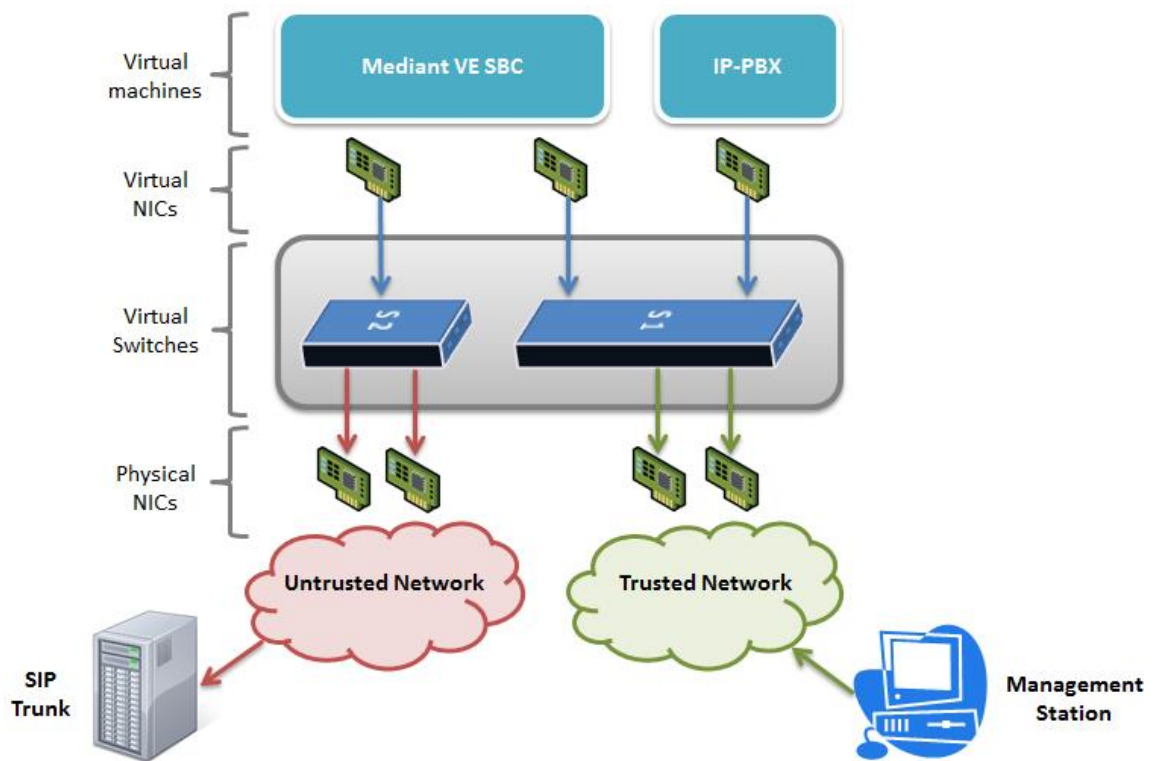 Virtual
machines
Mediant VE SBC
IP-PBX
Virtual
NICs
Virtual
Switches
S2
S1
Physical
NICs
Untrusted Network
Trusted Network
SIP
Trunk
Management
Station